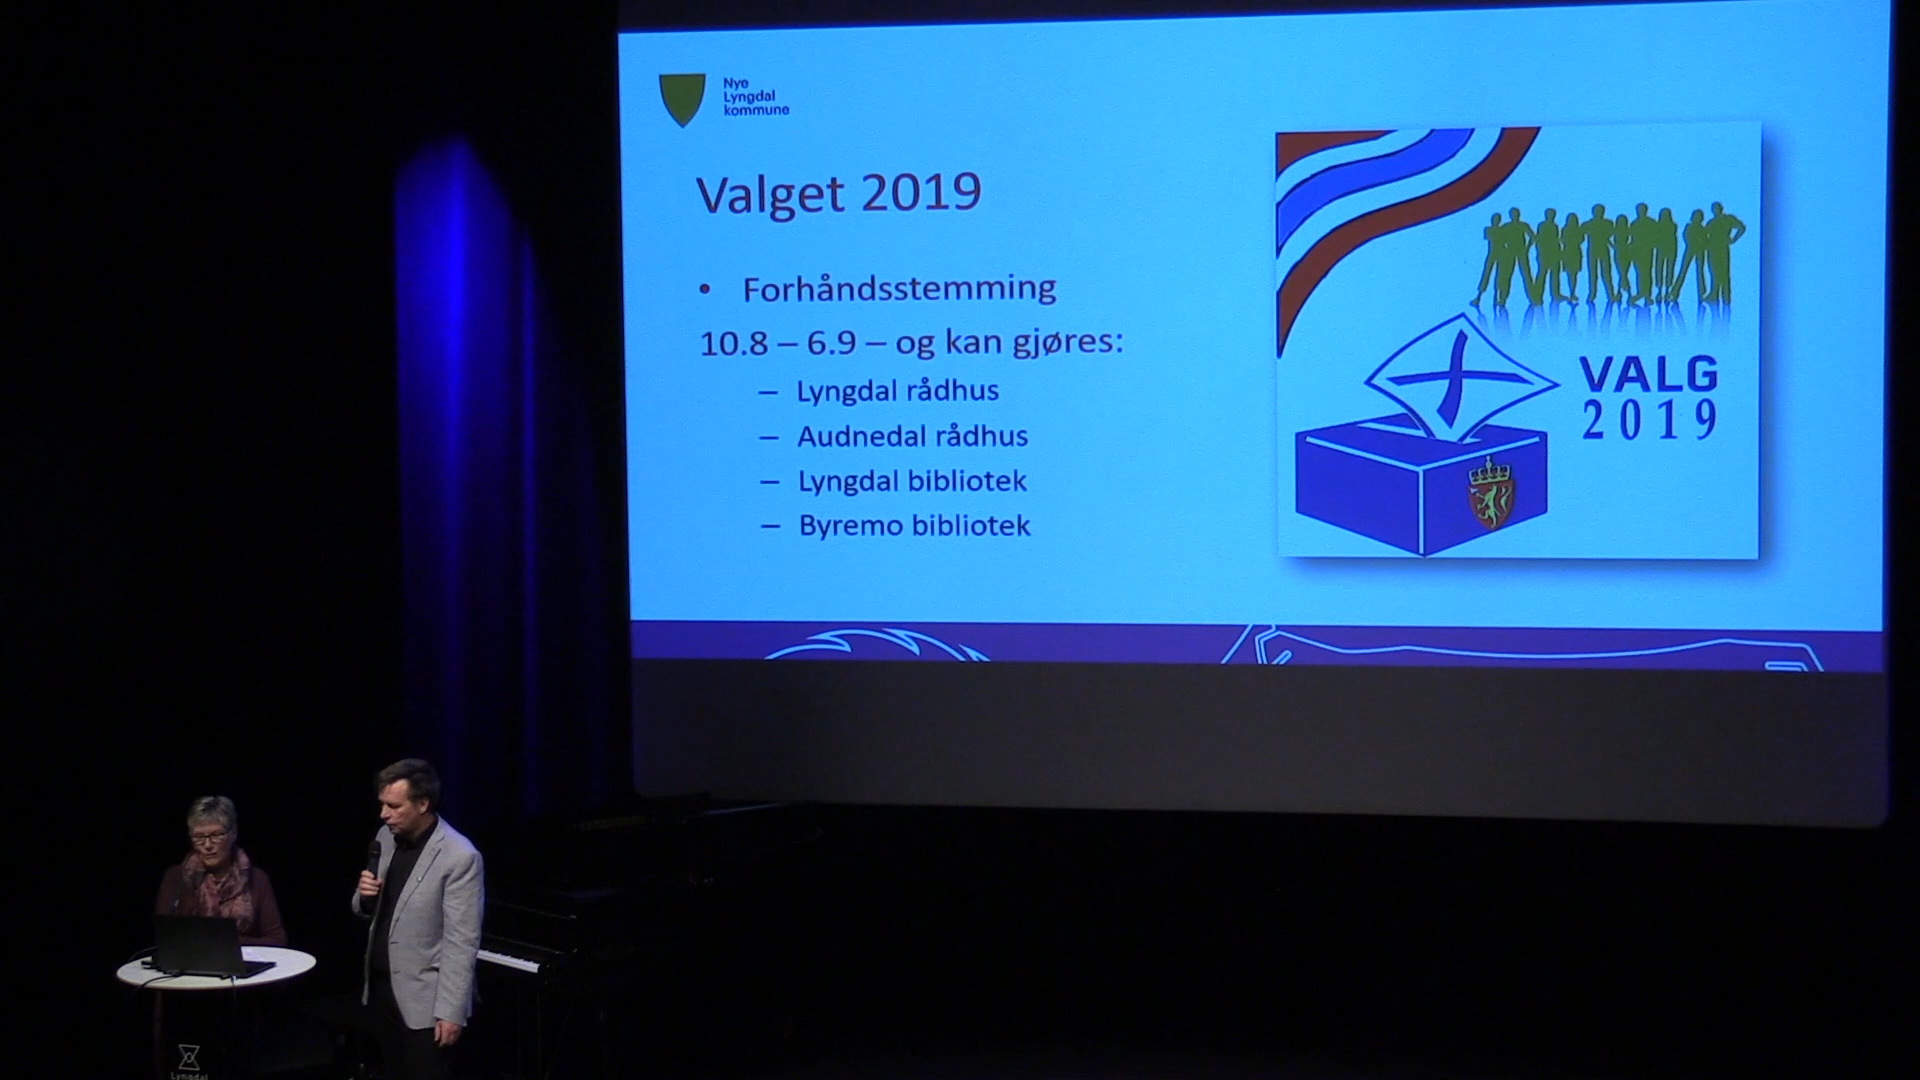 Nye
Lyngdal
kommune
Valget 2019
• Forhåndsstemming
10.8 – 6.9 – og kan gjøres:
– Lyngdal rådhus
– Audnedal rådhus
– Lyngdal bibliotek
– Byremo bibliotek
VALG
2019
Lyngdal